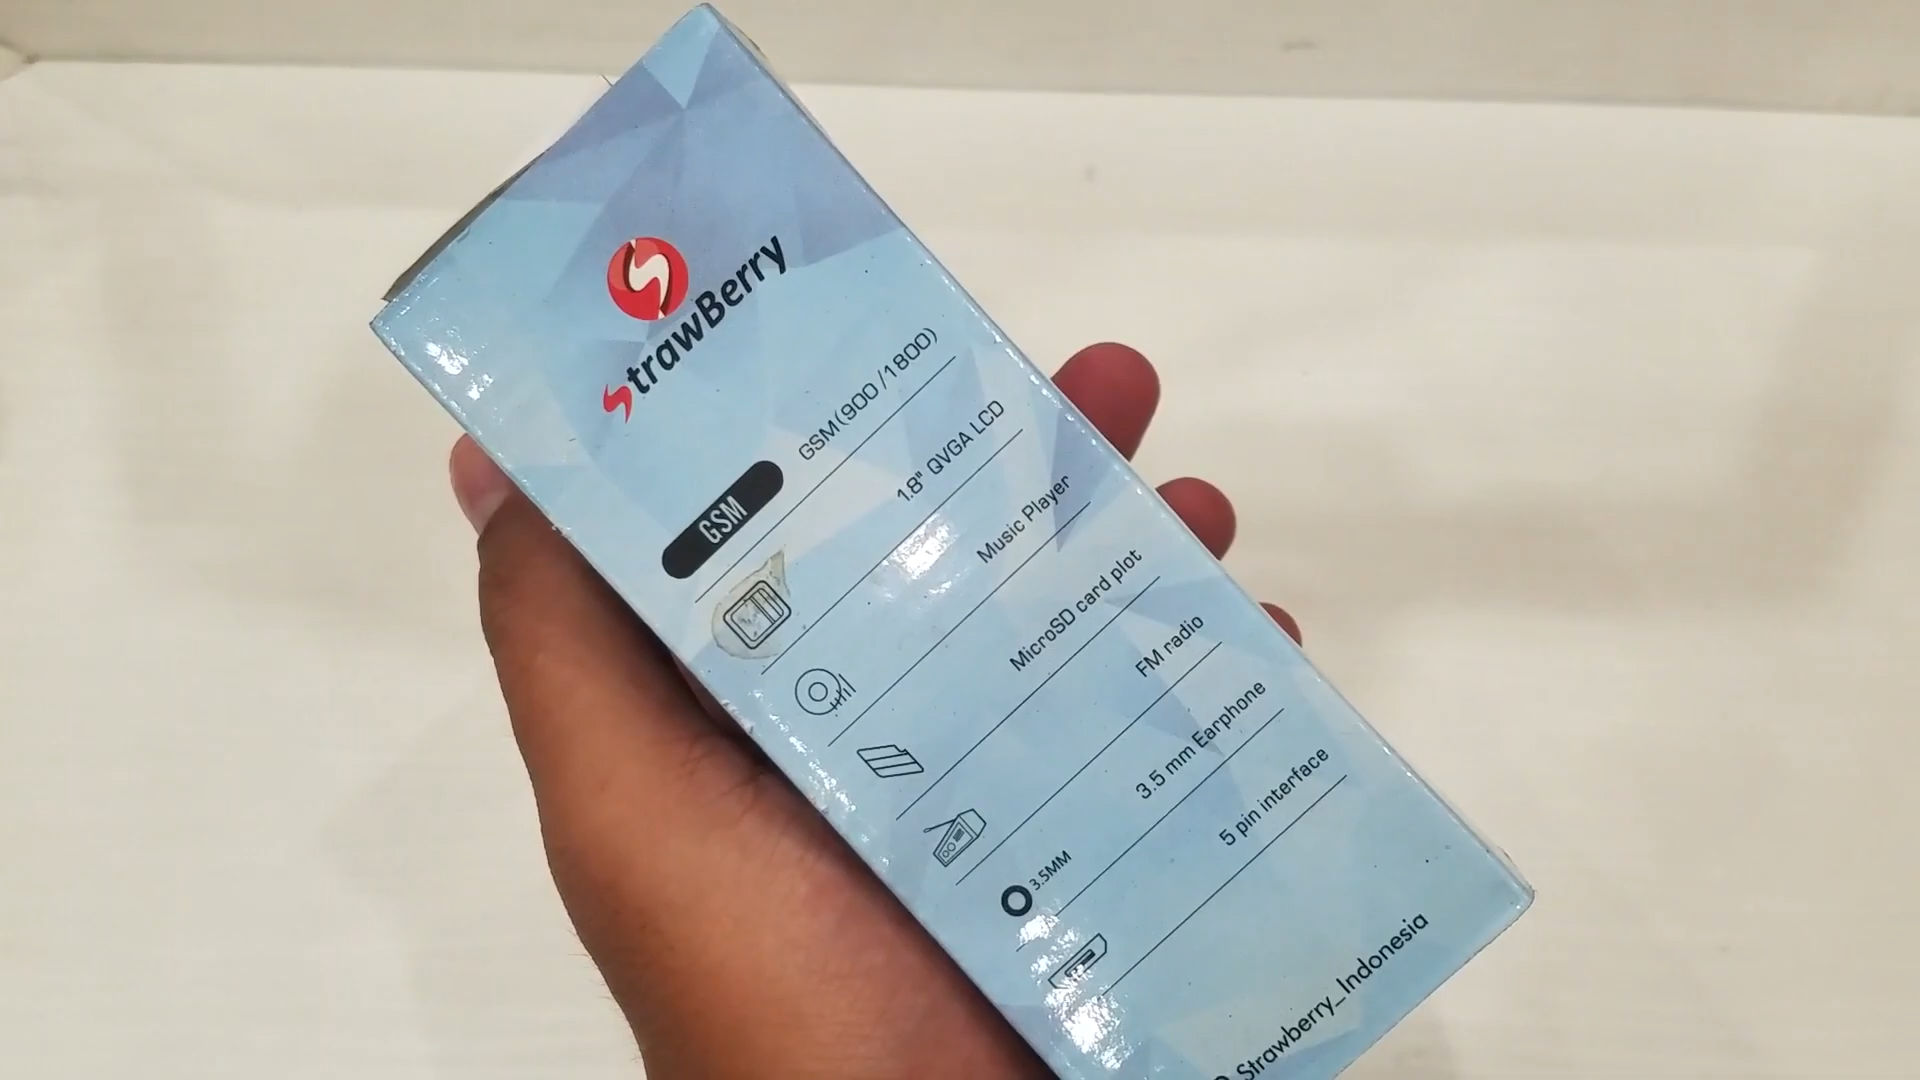 strawBerry
GSM
GSM(900/1800)
1.8" QVGA LCD
Music Player
MicroSD card plot
FM radio
3.5MM
3.5 mm Earphone
5 pin interface
Strawberry_Indonesia